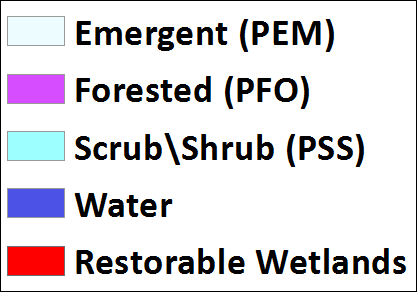 Emergent (PEM)
Forested (PFO)
Scrub\Shrub (PSS)
Water
Restorable Wetlands